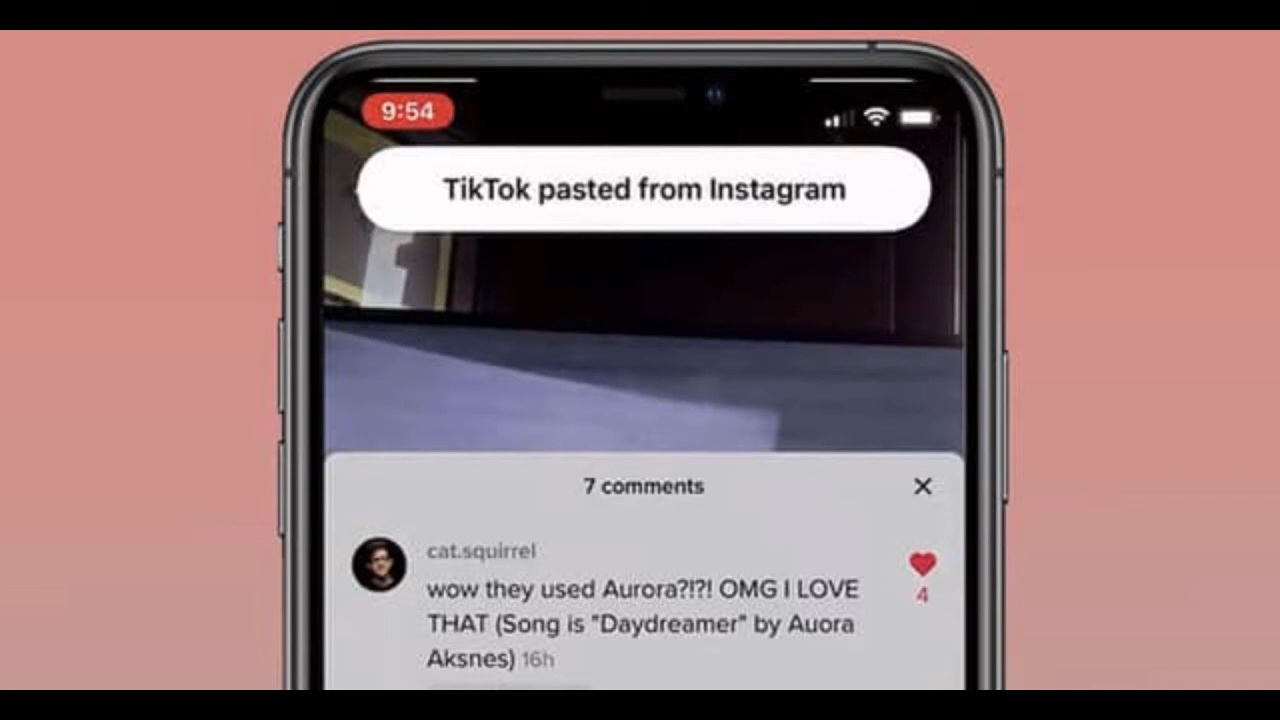 9:54
TikTok pasted from Instagram
7 comments
cat.squirrel
wow they used Aurora?!?! OMG I LOVE
THAT (Song is "Daydreamer" by Auora
Aksnes) 16h
4